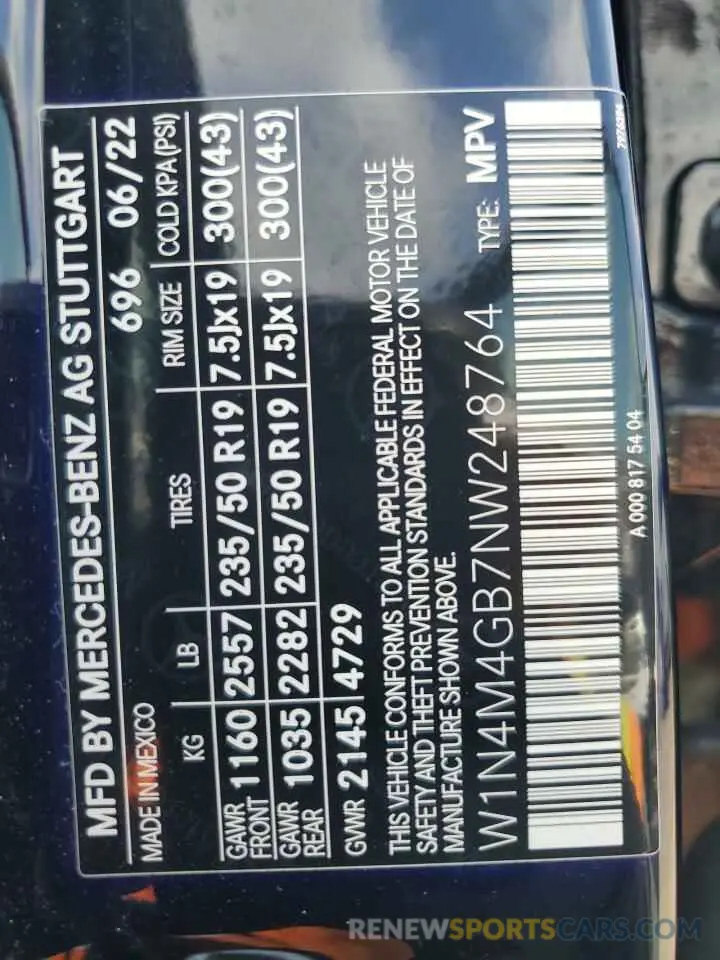 MFD BY MERCEDES-BENZ AG STUTTGART
696 06/22
MADE IN MEXICO
KG LB TIRES RIM SIZE COLD KPA(PSI)
GAWR FRONT 1160 2557 235/50 R19 7.5Jx19 300(43)
GAWR REAR 1035 2282 235/50 R19 7.5Jx19 300(43)
GVWR 2145 4729
THIS VEHICLE CONFORMS TO ALL APPLICABLE FEDERAL MOTOR VEHICLE
SAFETY AND THEFT PREVENTION STANDARDS IN EFFECT ON THE DATE OF
MANUFACTURE SHOWN ABOVE.
W1N4M4GB7NW248764 TYPE: MPV
A 000 817 54 04
RENEWSPORTSCARS.COM